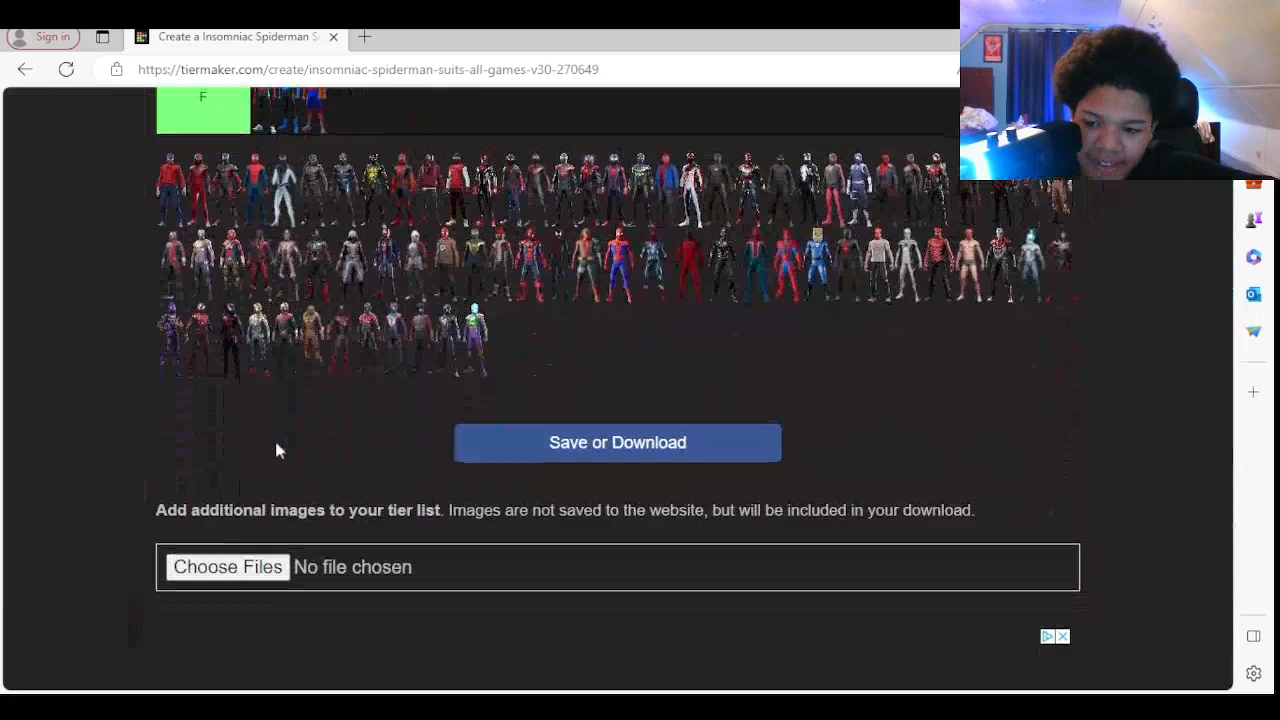 Sign in
Create a Insomniac Spiderman S
https://tiermaker.com/create/insomniac-spiderman-suits-all-games-v30-270649
F
Save or Download
Add additional images to your tier list. Images are not saved to the website, but will be included in your download.
Choose Files No file chosen